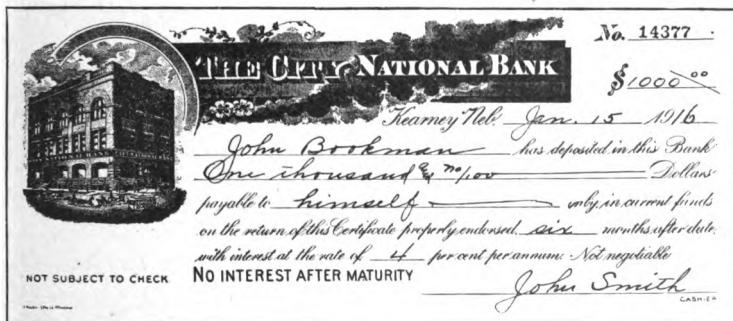 No. 14377
THE CITY NATIONAL BANK
$1000 00
Kearney Neb. Jan. 15 1916
John Bookman has deposited in this Bank
One thousand & no/100 Dollars
payable to himself only, in current funds
on the return of this Certificate properly endorsed six months after date,
with interest at the rate of 4 per cent per annum. Not negotiable
NOT SUBJECT TO CHECK
NO INTEREST AFTER MATURITY
John Smith
CASHIER